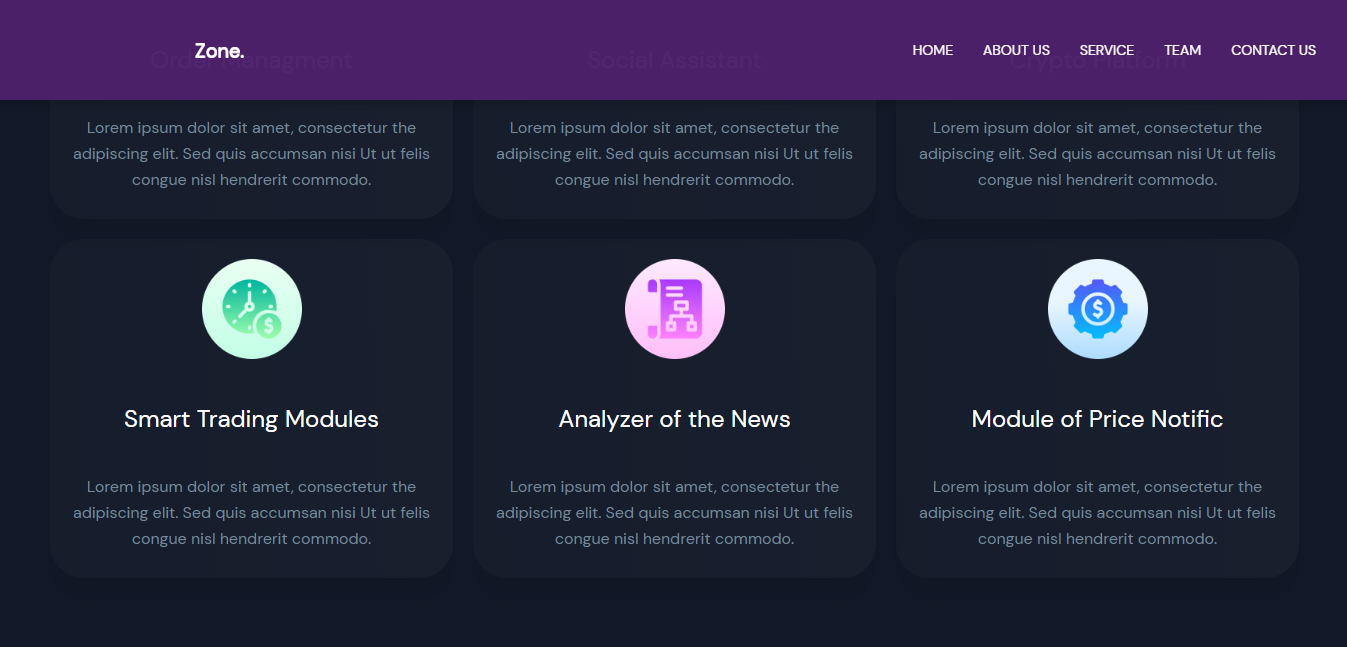 Zone.
HOME ABOUT US SERVICE TEAM CONTACT US
Order Managment
Social Assistant
Crypto Platform
Lorem ipsum dolor sit amet, consectetur the
adipiscing elit. Sed quis accumsan nisi Ut ut felis
congue nisl hendrerit commodo.
Lorem ipsum dolor sit amet, consectetur the
adipiscing elit. Sed quis accumsan nisi Ut ut felis
congue nisl hendrerit commodo.
Lorem ipsum dolor sit amet, consectetur the
adipiscing elit. Sed quis accumsan nisi Ut ut felis
congue nisl hendrerit commodo.
Smart Trading Modules
Lorem ipsum dolor sit amet, consectetur the
adipiscing elit. Sed quis accumsan nisi Ut ut felis
congue nisl hendrerit commodo.
Analyzer of the News
Lorem ipsum dolor sit amet, consectetur the
adipiscing elit. Sed quis accumsan nisi Ut ut felis
congue nisl hendrerit commodo.
Module of Price Notific
Lorem ipsum dolor sit amet, consectetur the
adipiscing elit. Sed quis accumsan nisi Ut ut felis
congue nisl hendrerit commodo.